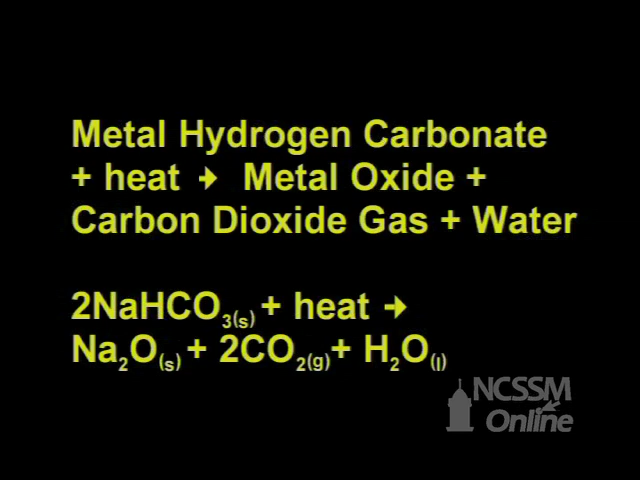 Metal Hydrogen Carbonate
+ heat → Metal Oxide +
Carbon Dioxide Gas + Water
2NaHCO₃₍s₎ + heat →
Na₂O₍s₎ + 2CO₂₍g₎ + H₂O₍l₎
NCSSM
Online